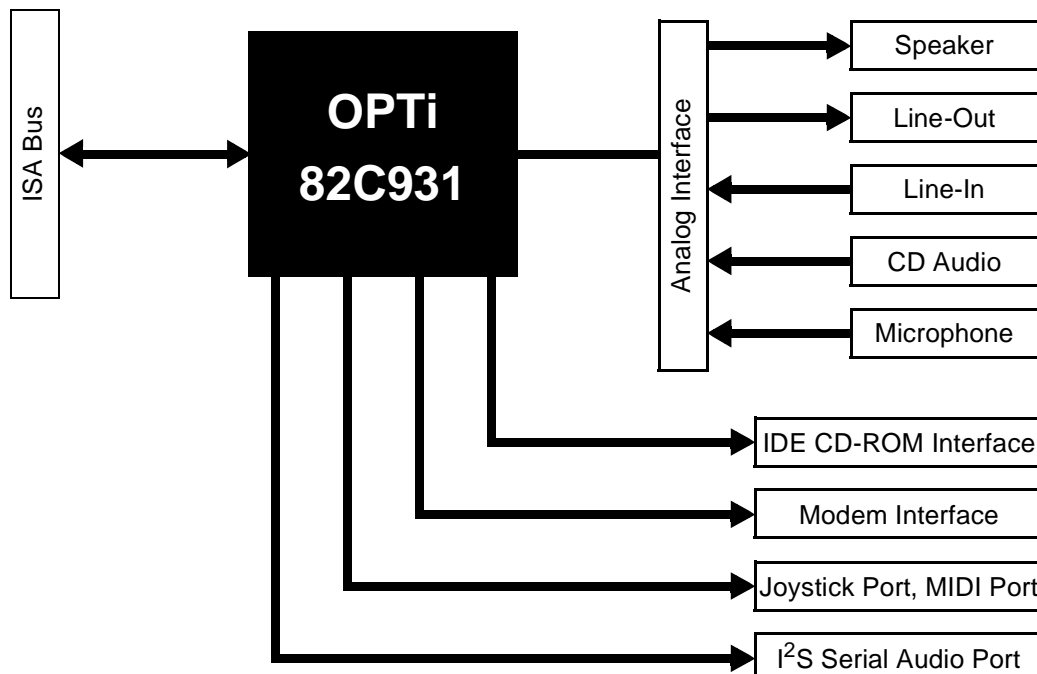 ISA Bus
OPTi
82C931
Analog Interface
Speaker
Line-Out
Line-In
CD Audio
Microphone
IDE CD-ROM Interface
Modem Interface
Joystick Port, MIDI Port
I²S Serial Audio Port